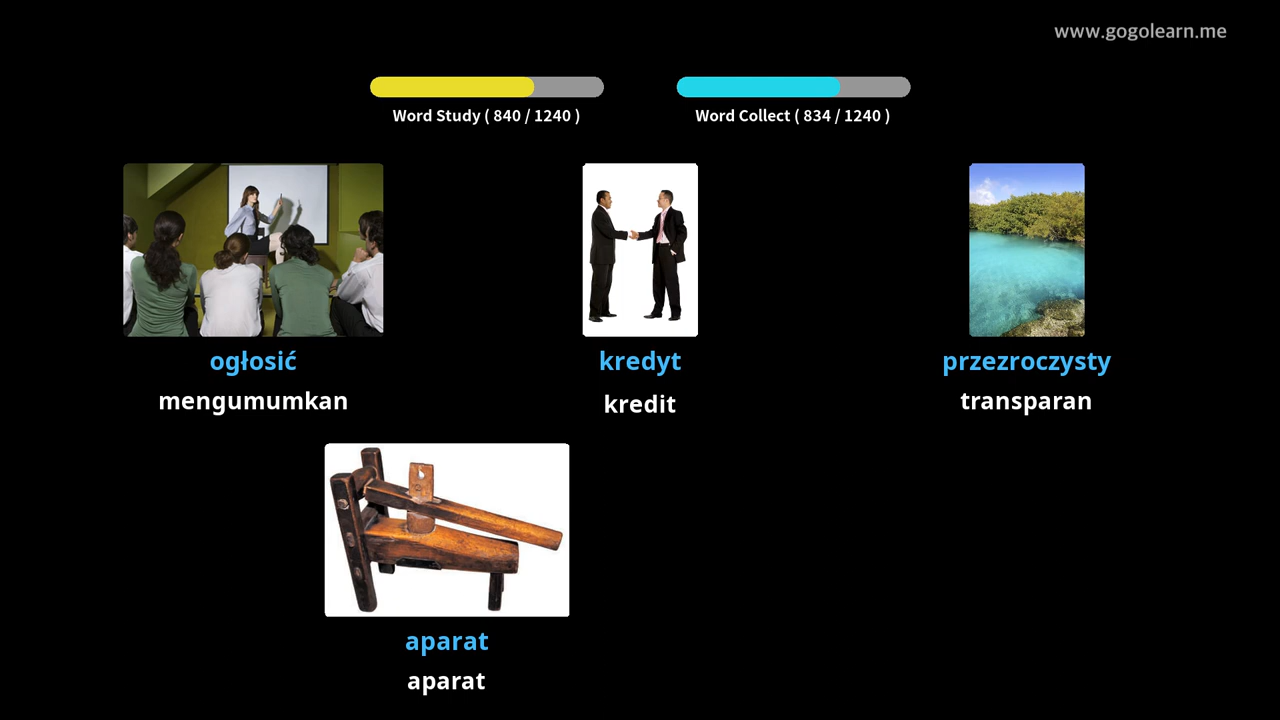 www.gogolearn.me
Word Study ( 840 / 1240 )
Word Collect ( 834 / 1240 )
ogłosić
mengumumkan
kredyt
kredit
przezroczysty
transparan
aparat
aparat